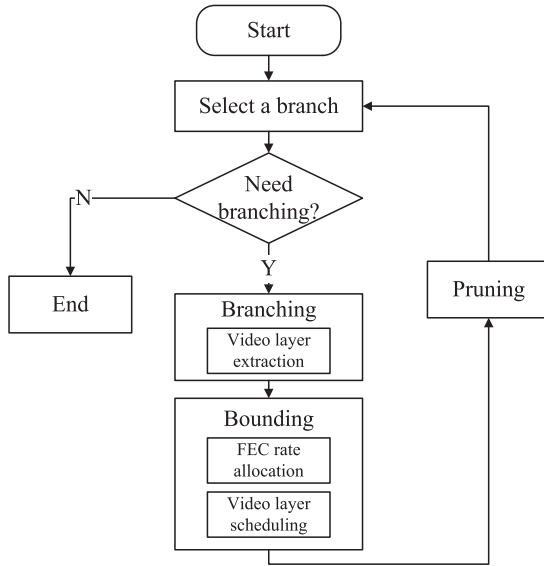 Start
Select a branch
Need
branching?
N
Y
End
Pruning
Branching
Video layer
extraction
Bounding
FEC rate
allocation
Video layer
scheduling